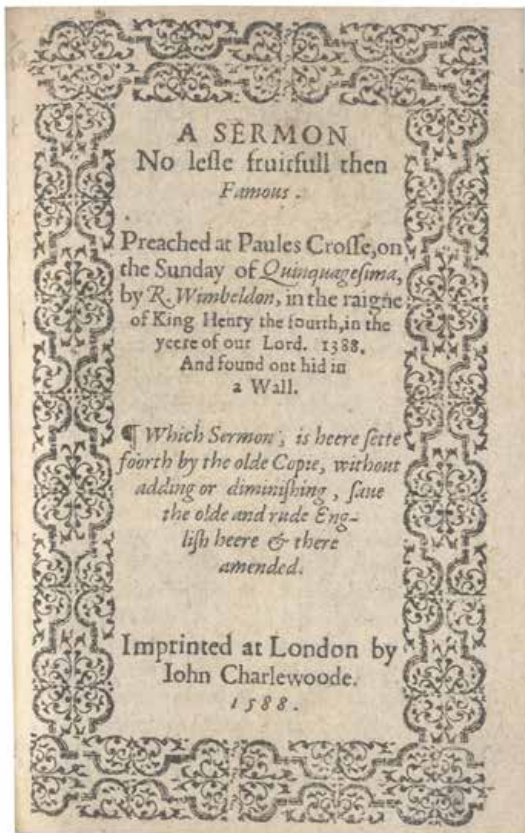 A SERMON
No leſſe fruitfull then
Famous.
Preached at Paules Croſſe, on
the Sunday of Quinquageſima,
by R. Wimbeldon, in the raigne
of King Henry the fourth, in the
yeere of our Lord. 1388.
And found out hid in
a Wall.
¶ Which Sermon, is heere ſette
foorth by the olde Copie, without
adding or diminiſhing, ſaue
the olde and rude Eng-
liſh heere & there
amended.
Imprinted at London by
Iohn Charlewoode.
1588.